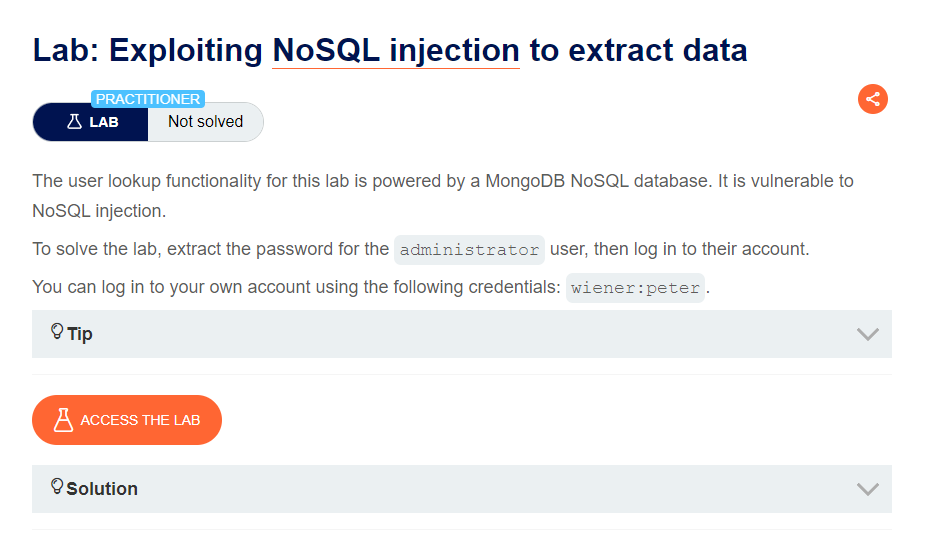 Lab: Exploiting NoSQL injection to extract data
PRACTITIONER
LAB Not solved
The user lookup functionality for this lab is powered by a MongoDB NoSQL database. It is vulnerable to
NoSQL injection.
To solve the lab, extract the password for the administrator user, then log in to their account.
You can log in to your own account using the following credentials: wiener:peter.
Tip
ACCESS THE LAB
Solution